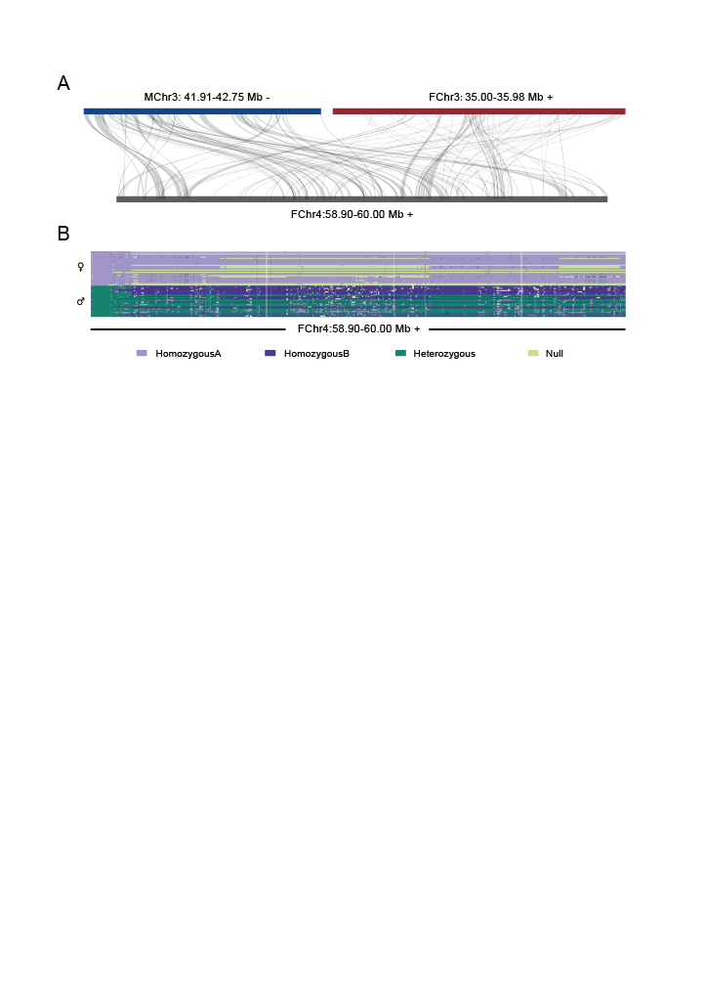 A
MChr3: 41.91-42.75 Mb - FChr3: 35.00-35.98 Mb +
FChr4:58.90-60.00 Mb +
B
♀
♂
FChr4:58.90-60.00 Mb +
HomozygousA HomozygousB Heterozygous Null